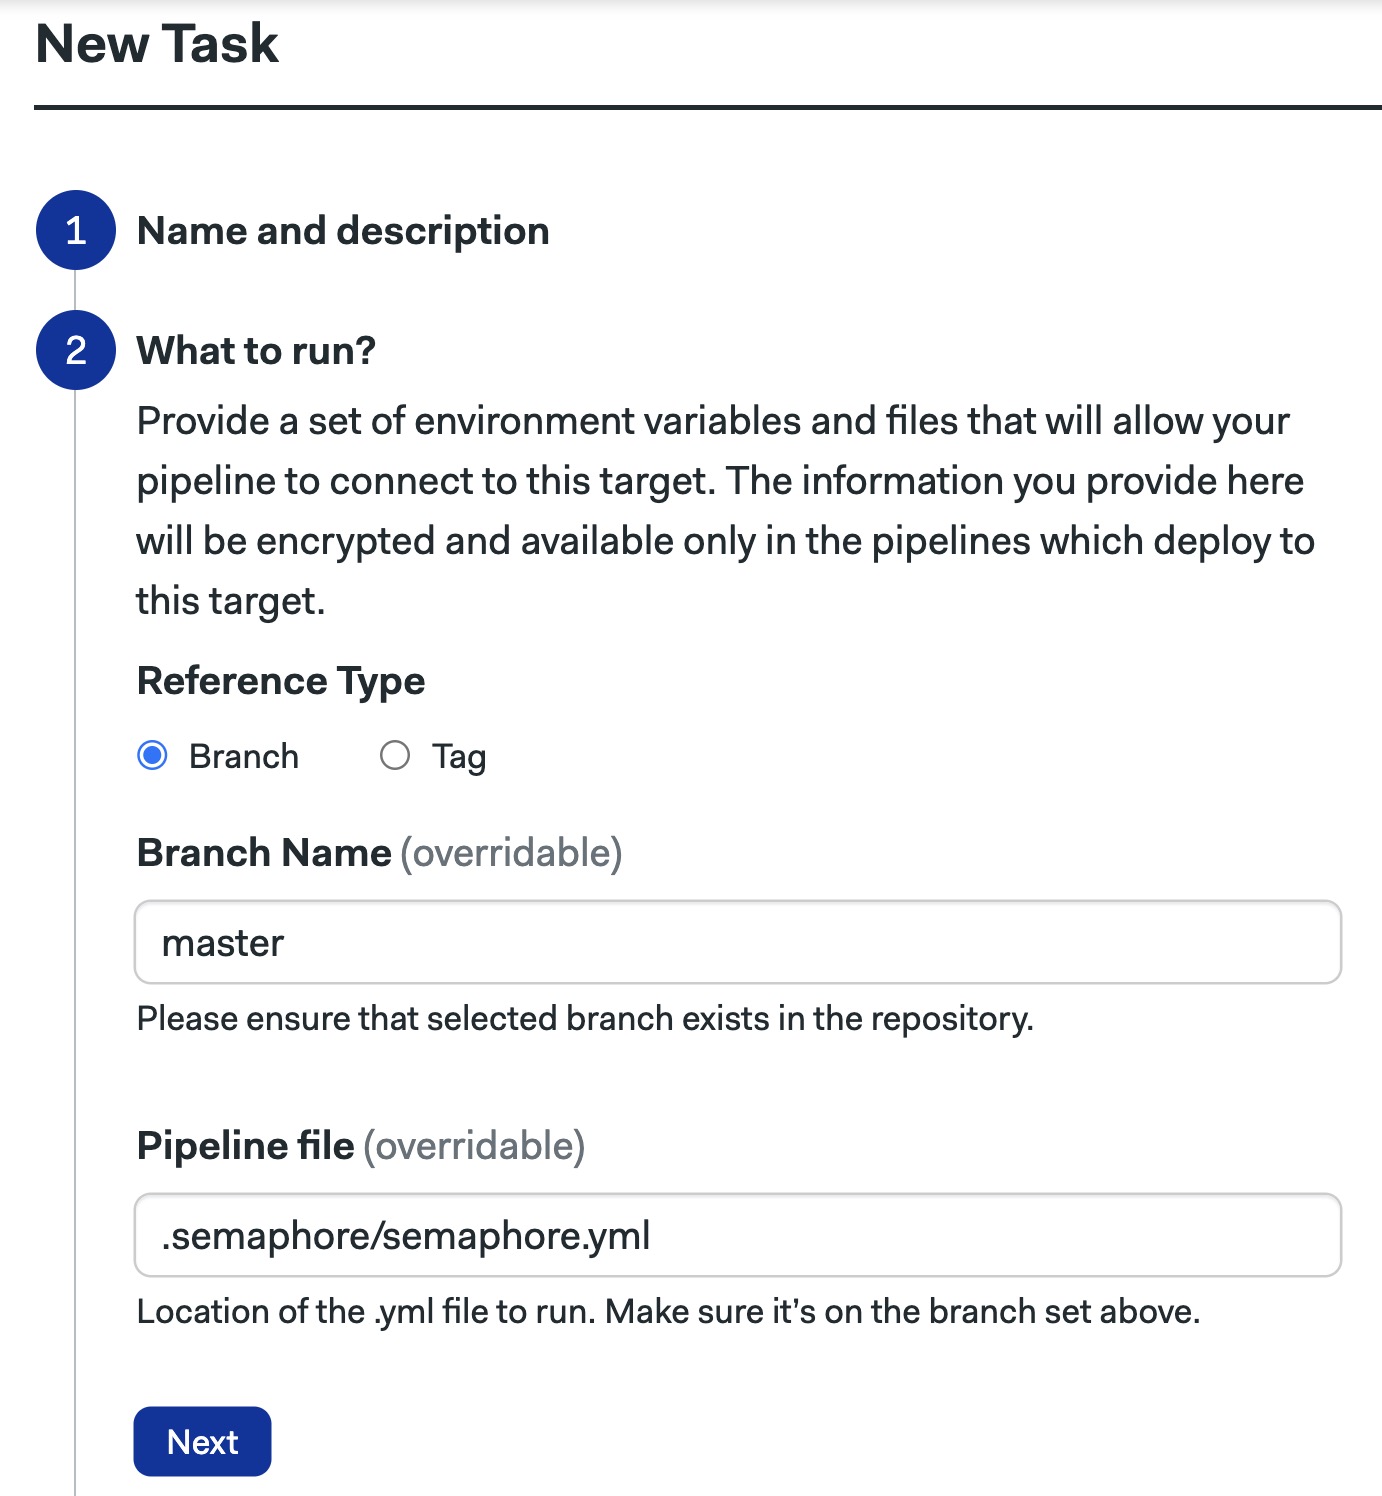 New Task
1 Name and description
2 What to run?
Provide a set of environment variables and files that will allow your
pipeline to connect to this target. The information you provide here
will be encrypted and available only in the pipelines which deploy to
this target.
Reference Type
Branch Tag
Branch Name (overridable)
master
Please ensure that selected branch exists in the repository.
Pipeline file (overridable)
.semaphore/semaphore.yml
Location of the .yml file to run. Make sure it's on the branch set above.
Next